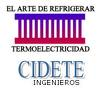 EL ARTE DE REFRIGERAR
TERMOELECTRICIDAD
CIDETE
INGENIEROS